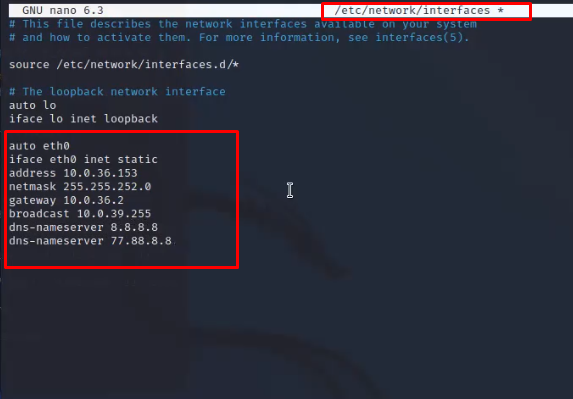 GNU nano 6.3 /etc/network/interfaces *
# This file describes the network interfaces available on your system
# and how to activate them. For more information, see interfaces(5).
source /etc/network/interfaces.d/*
# The loopback network interface
auto lo
iface lo inet loopback
auto eth0
iface eth0 inet static
address 10.0.36.153
netmask 255.255.252.0
gateway 10.0.36.2
broadcast 10.0.39.255
dns-nameserver 8.8.8.8
dns-nameserver 77.88.8.8